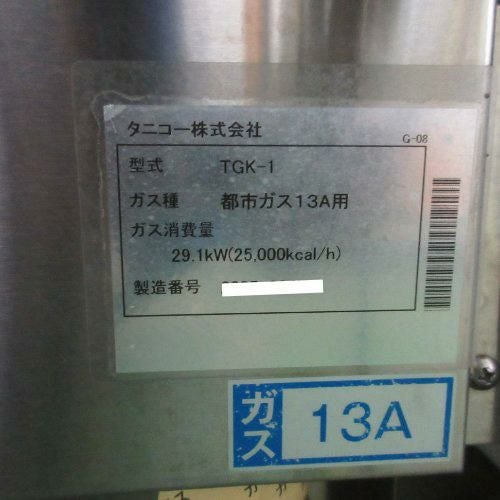 タニコー株式会社
G-08
型式 TGK-1
ガス種 都市ガス13A用
ガス消費量
29.1kW(25,000kcal/h)
製造番号
ガス 13A